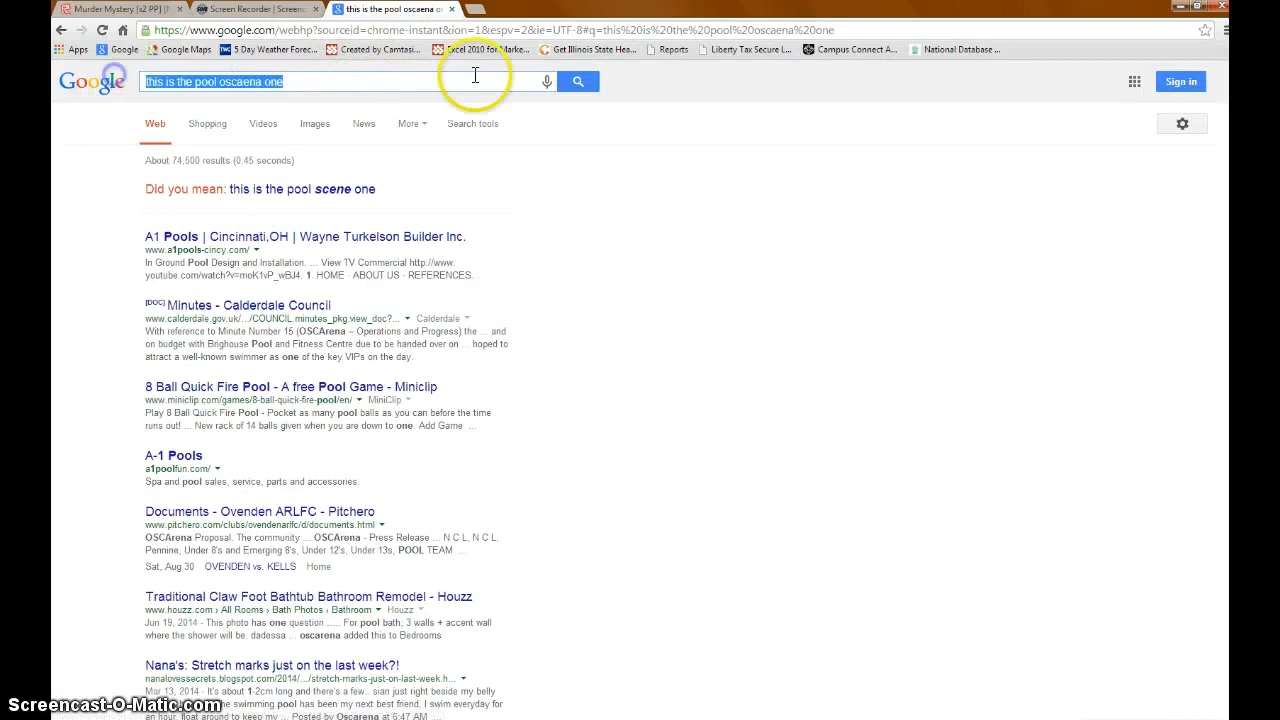 Murder Mystery [x2 PP] [
Screen Recorder | Screenc
this is the pool oscaena o
https://www.google.com/webhp?sourceid=chrome-instant&ion=1&espv=2&ie=UTF-8#q=this%20is%20the%20pool%20oscaena%20one
Apps Google Google Maps 5 Day Weather Forec... Created by Camtasi... Excel 2010 for Marke... Get Illinois State Hea... Reports Liberty Tax: Lure I... Campus Connect A... National Database ...
Google this is the pool oscaena one Sign in
Web Shopping Videos Images News More Search tools
About 74,500 results (0.45 seconds)
Did you mean: this is the pool scene one
A1 Pools | Cincinnati,OH | Wayne Turkelson Builder Inc.
www.a1pools-cincy.com/
In Ground Pool Design and Installation. ... View TV Commercial http://www.
youtube.com/watch?v=moK1vP_wBJ4. 1. HOME · ABOUT US · REFERENCES.
[DOC] Minutes - Calderdale Council
www.calderdale.gov.uk/.../COUNCIL.minutes_pkg.view_doc?... Calderdale
With reference to Minute Number 15 (OSCArena – Operations and Progress) the ... and
on budget with Brighouse Pool and Fitness Centre due to be handed over on ... hoped to
attract a well-known swimmer as one of the key VIPs on the day.
8 Ball Quick Fire Pool - A free Pool Game - Miniclip
www.miniclip.com/games/8-ball-quick-fire-pool/en/ MiniClip
Play 8 Ball Quick Fire Pool - Pocket as many pool balls as you can before the time
runs out! ... New rack of 14 balls given when you are down to one. Add Game ...
A-1 Pools
a1poolfun.com/
Spa and pool sales, service, parts and accessories.
Documents - Ovenden ARLFC - Pitchero
www.pitchero.com/clubs/ovendenarlfc/d/documents.html
OSCArena Proposal. The community ... OSCArena - Press Release ... N C L, N C L,
Pennine, Under 8's and Emerging 8's, Under 12's, Under 13s, POOL TEAM ...
Sat, Aug 30 OVENDEN vs. KELLS Home
Traditional Claw Foot Bathtub Bathroom Remodel - Houzz
www.houzz.com › All Rooms › Bath Photos › Bathroom Houzz
Jun 19, 2014 - This photo has one question ..... For pool bath; 3 walls + accent wall
where the shower will be. dadessa ... oscarena added this to Bedrooms
Nana's: Stretch marks just on the last week?!
nanalovessecrets.blogspot.com/2014/.../stretch-marks-just-on-last-week.h...
Mar 13, 2014 - It's about 1-2cm long and there's a few.. sian just right beside my belly
swimming pool has been my next best friend, I swim everyday for
an hour, float around to keep my ... Posted by Oscarena at 6:47 AM
Screencast-O-Matic.com